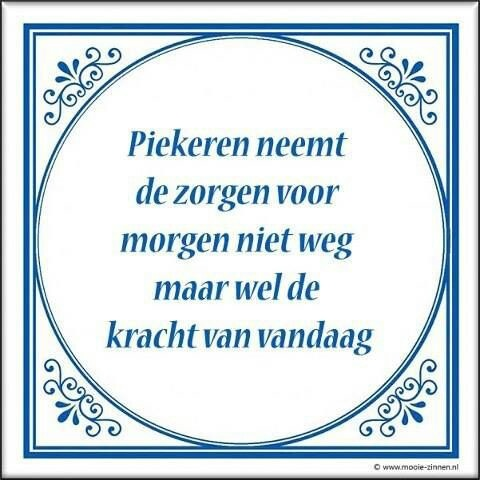 Piekeren neemt
de zorgen voor
morgen niet weg
maar wel de
kracht van vandaag
© www.mooie-zinnen.nl